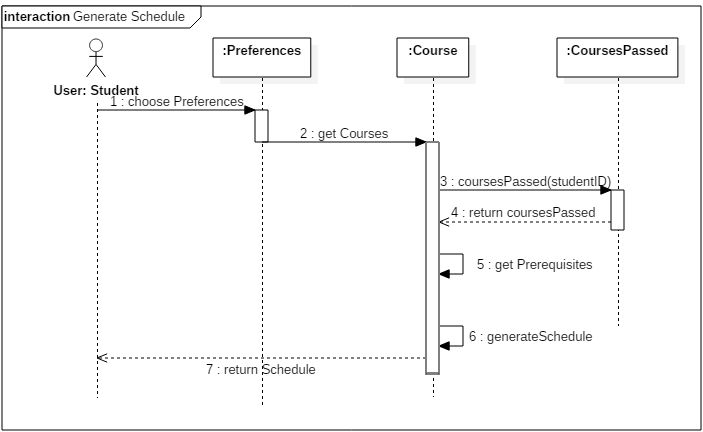 interaction Generate Schedule
:Preferences
:Course
:CoursesPassed
User: Student
1 : choose Preferences
2 : get Courses
3 : coursesPassed(studentID)
4 : return coursesPassed
5 : get Prerequisites
6 : generateSchedule
7 : return Schedule